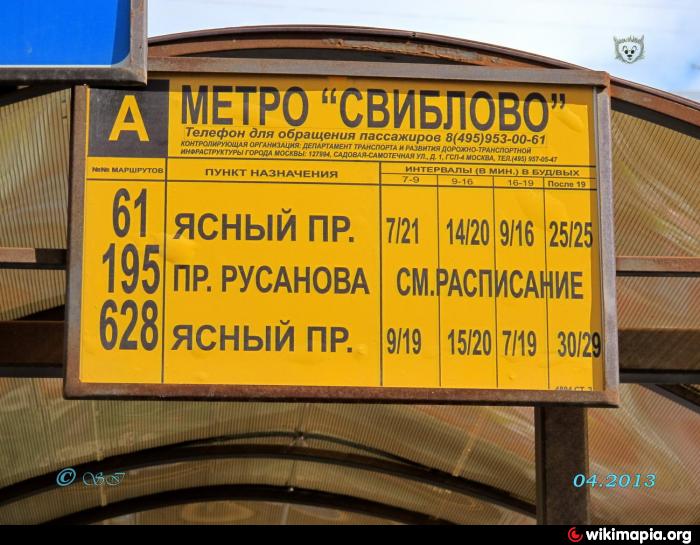 А МЕТРО "СВИБЛОВО"
Телефон для обращения пассажиров 8(495)953-00-61
КОНТРОЛИРУЮЩАЯ ОРГАНИЗАЦИЯ: ДЕПАРТАМЕНТ ТРАНСПОРТА И РАЗВИТИЯ ДОРОЖНО-ТРАНСПОРТНОЙ
ИНФРАСТРУКТУРЫ ГОРОДА МОСКВЫ: 127994, САДОВАЯ-САМОТЕЧНАЯ УЛ., Д. 1, ГСП-4 МОСКВА, ТЕЛ.(495) 957-05-47
№№ МАРШРУТОВ ПУНКТ НАЗНАЧЕНИЯ ИНТЕРВАЛЫ (В МИН.) В БУД/ВЫХ
7-9 9-16 16-19 После 19
61 ЯСНЫЙ ПР. 7/21 14/20 9/16 25/25
195 ПР. РУСАНОВА СМ.РАСПИСАНИЕ
628 ЯСНЫЙ ПР. 9/19 15/20 7/19 30/29
© SI 04.2013
wikimapia.org